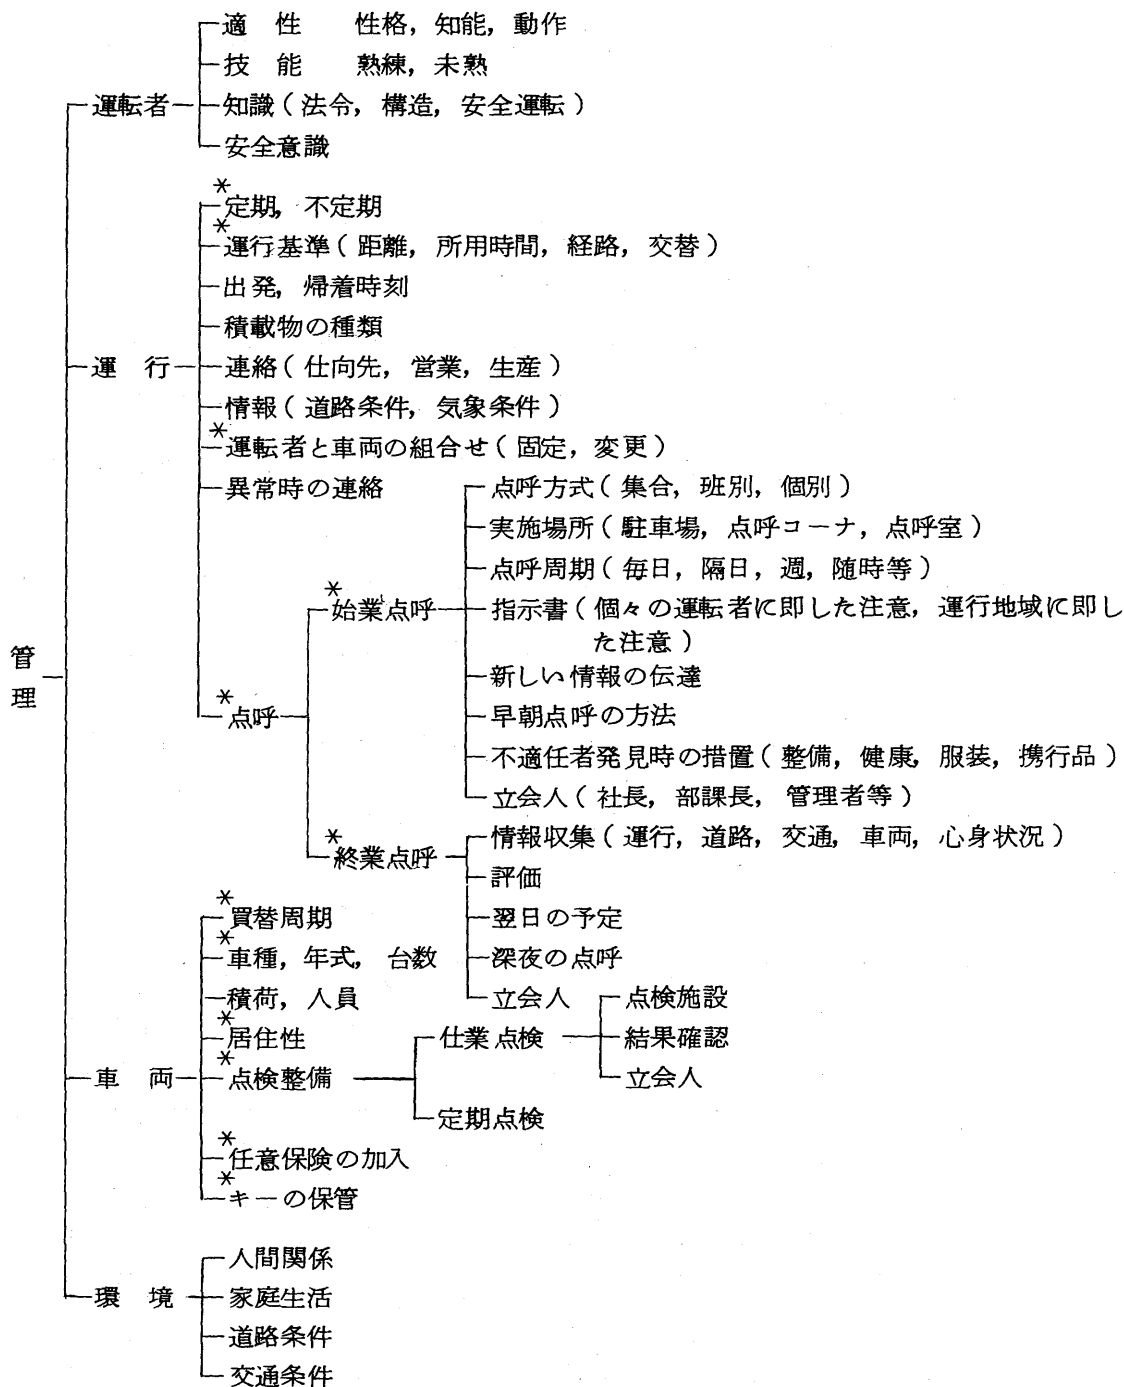 適 性 性格, 知能, 動作
技 能 熟練, 未熟
運転者
知識(法令, 構造, 安全運転)
安全意識
*
定期, 不定期
*
運行基準(距離, 所用時間, 経路, 交替)
出発, 帰着時刻
積載物の種類
運 行
連絡(仕向先, 営業, 生産)
情報(道路条件, 気象条件)
*
運転者と車両の組合せ(固定, 変更)
異常時の連絡
点呼方式(集合, 班別, 個別)
実施場所(駐車場, 点呼コーナ, 点呼室)
点呼周期(毎日, 隔日, 週, 随時等)
*
始業点呼
指示書(個々の運転者に即した注意, 運行地域に即し
た注意)
管
理
新しい情報の伝達
*
点呼
早朝点呼の方法
不適任者発見時の措置(整備, 健康, 服装, 携行品)
立会人(社長, 部課長, 管理者等)
*
終業点呼
情報収集(運行, 道路, 交通, 車両, 心身状況)
評価
翌日の予定
深夜の点呼
立会人
*
買替周期
*
車種, 年式, 台数
積荷, 人員
*
居住性
*
車 両
点検整備
仕業点検
点検施設
結果確認
立会人
定期点検
*
任意保険の加入
*
キーの保管
人間関係
環 境
家庭生活
道路条件
交通条件